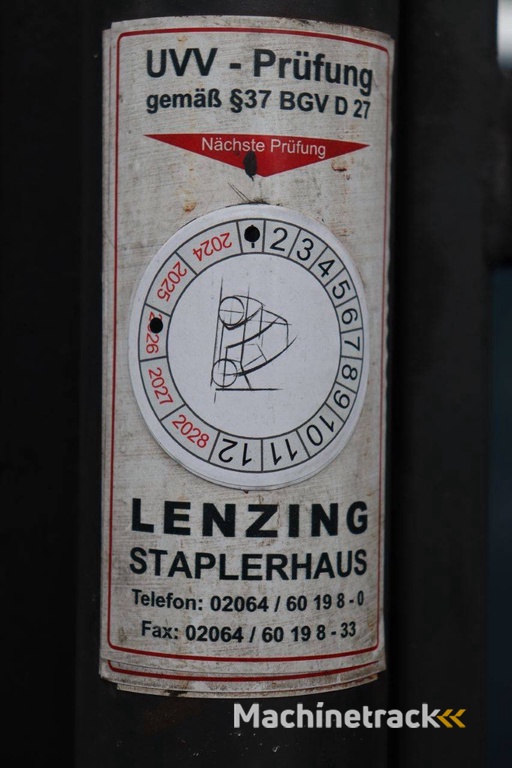 UVV - Prüfung
gemäß §37 BGV D 27
Nächste Prüfung
2 3 4 5 6 7 8 9 10 11 12
2028 2027 2026 2025 2024
LENZING
STAPLERHAUS
Telefon: 02064 / 60 19 8 - 0
Fax: 02064 / 60 19 8 - 33
Machinetrack